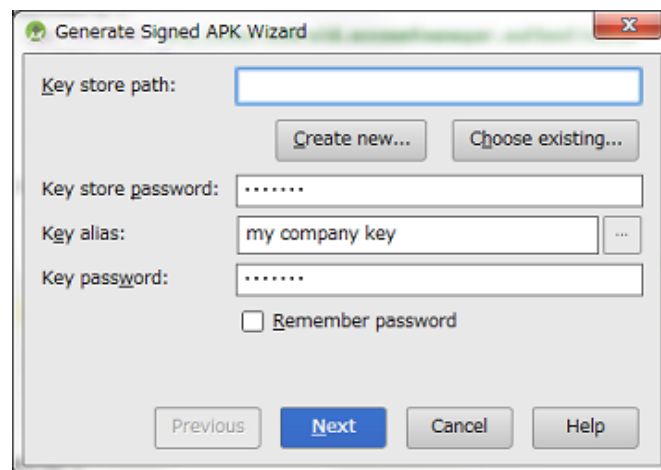 Generate Signed APK Wizard
Key store path:
Create new... Choose existing...
Key store password: •••••••
Key alias: my company key ...
Key password: •••••••
Remember password
Previous Next Cancel Help